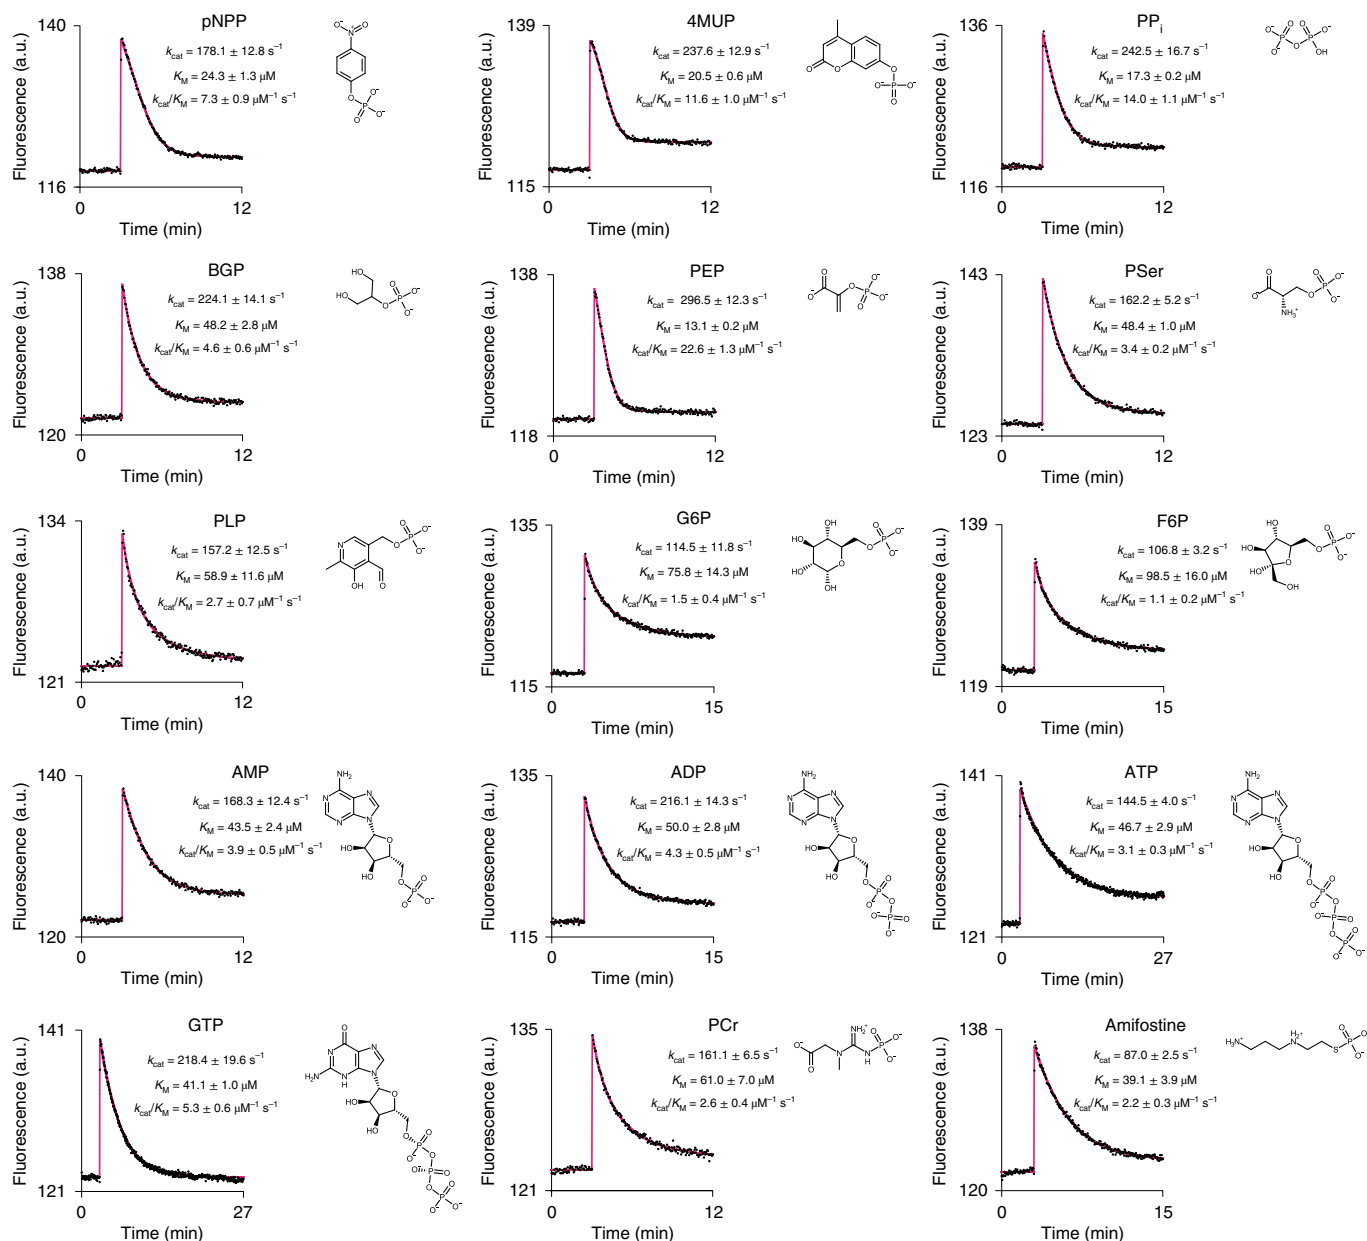 pNPP
Fluorescence (a.u.)
140
116
0
12
Time (min)
kcat = 178.1 ± 12.8 s⁻¹
KM = 24.3 ± 1.3 μM
kcat/KM = 7.3 ± 0.9 μM⁻¹ s⁻¹
4MUP
Fluorescence (a.u.)
139
115
0
12
Time (min)
kcat = 237.6 ± 12.9 s⁻¹
KM = 20.5 ± 0.6 μM
kcat/KM = 11.6 ± 1.0 μM⁻¹ s⁻¹
PPi
Fluorescence (a.u.)
136
116
0
12
Time (min)
kcat = 242.5 ± 16.7 s⁻¹
KM = 17.3 ± 0.2 μM
kcat/KM = 14.0 ± 1.1 μM⁻¹ s⁻¹
BGP
Fluorescence (a.u.)
138
120
0
12
Time (min)
kcat = 224.1 ± 14.1 s⁻¹
KM = 48.2 ± 2.8 μM
kcat/KM = 4.6 ± 0.6 μM⁻¹ s⁻¹
PEP
Fluorescence (a.u.)
138
118
0
12
Time (min)
kcat = 296.5 ± 12.3 s⁻¹
KM = 13.1 ± 0.2 μM
kcat/KM = 22.6 ± 1.3 μM⁻¹ s⁻¹
PSer
Fluorescence (a.u.)
143
123
0
12
Time (min)
kcat = 162.2 ± 5.2 s⁻¹
KM = 48.4 ± 1.0 μM
kcat/KM = 3.4 ± 0.2 μM⁻¹ s⁻¹
PLP
Fluorescence (a.u.)
134
121
0
12
Time (min)
kcat = 157.2 ± 12.5 s⁻¹
KM = 58.9 ± 11.6 μM
kcat/KM = 2.7 ± 0.7 μM⁻¹ s⁻¹
G6P
Fluorescence (a.u.)
135
115
0
15
Time (min)
kcat = 114.5 ± 11.8 s⁻¹
KM = 75.8 ± 14.3 μM
kcat/KM = 1.5 ± 0.4 μM⁻¹ s⁻¹
F6P
Fluorescence (a.u.)
139
119
0
15
Time (min)
kcat = 106.8 ± 3.2 s⁻¹
KM = 98.5 ± 16.0 μM
kcat/KM = 1.1 ± 0.2 μM⁻¹ s⁻¹
AMP
Fluorescence (a.u.)
140
120
0
12
Time (min)
kcat = 168.3 ± 12.4 s⁻¹
KM = 43.5 ± 2.4 μM
kcat/KM = 3.9 ± 0.5 μM⁻¹ s⁻¹
ADP
Fluorescence (a.u.)
135
115
0
15
Time (min)
kcat = 216.1 ± 14.3 s⁻¹
KM = 50.0 ± 2.8 μM
kcat/KM = 4.3 ± 0.5 μM⁻¹ s⁻¹
ATP
Fluorescence (a.u.)
141
121
0
27
Time (min)
kcat = 144.5 ± 4.0 s⁻¹
KM = 46.7 ± 2.9 μM
kcat/KM = 3.1 ± 0.3 μM⁻¹ s⁻¹
GTP
Fluorescence (a.u.)
141
121
0
27
Time (min)
kcat = 218.4 ± 19.6 s⁻¹
KM = 41.1 ± 1.0 μM
kcat/KM = 5.3 ± 0.6 μM⁻¹ s⁻¹
PCr
Fluorescence (a.u.)
135
121
0
12
Time (min)
kcat = 161.1 ± 6.5 s⁻¹
KM = 61.0 ± 7.0 μM
kcat/KM = 2.6 ± 0.4 μM⁻¹ s⁻¹
Amifostine
Fluorescence (a.u.)
138
120
0
15
Time (min)
kcat = 87.0 ± 2.5 s⁻¹
KM = 39.1 ± 3.9 μM
kcat/KM = 2.2 ± 0.3 μM⁻¹ s⁻¹